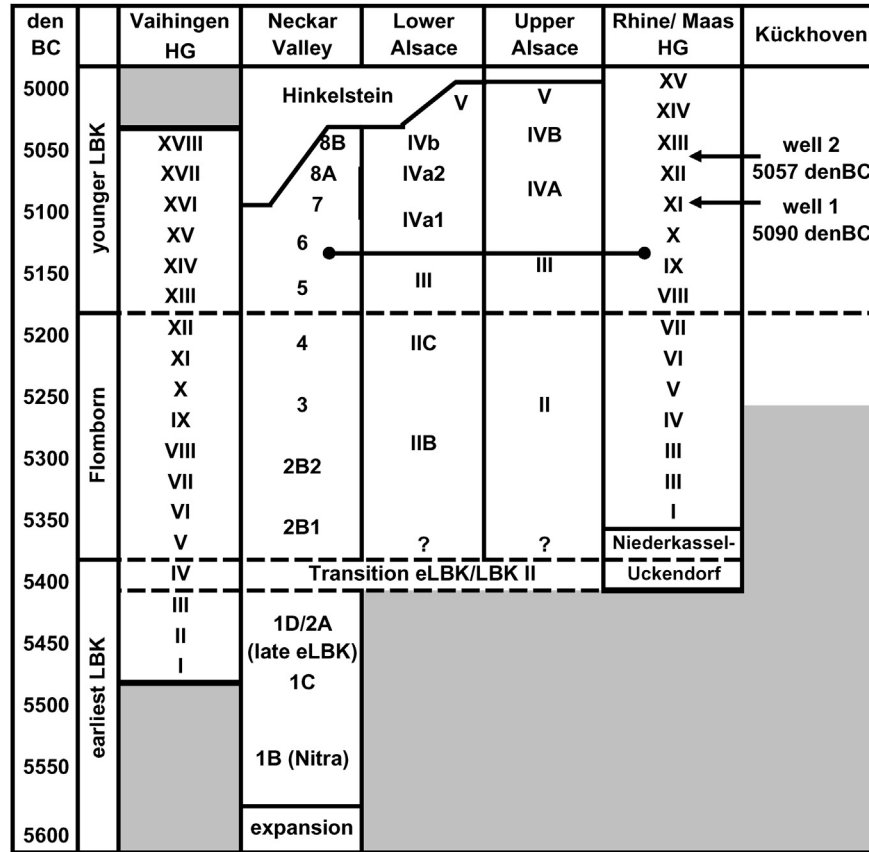 den BC
Vaihingen HG
Neckar Valley
Lower Alsace
Upper Alsace
Rhine/ Maas HG
Kückhoven
5000
5050
5100
5150
5200
5250
5300
5350
5400
5450
5500
5550
5600
younger LBK
Flomborn
earliest LBK
XVIII
XVII
XVI
XV
XIV
XIII
XII
XI
X
IX
VIII
VII
VI
V
IV
III
II
I
Hinkelstein
8B
8A
7
6
5
4
3
2B2
2B1
Transition eLBK/LBK II
1D/2A
(late eLBK)
1C
1B (Nitra)
expansion
V
IVb
IVa2
IVa1
III
IIC
IIB
?
V
IVB
IVA
III
II
?
XV
XIV
XIII
XII
XI
X
IX
VIII
VII
VI
V
IV
III
III
I
Niederkassel-
Uckendorf
well 2
5057 denBC
well 1
5090 denBC